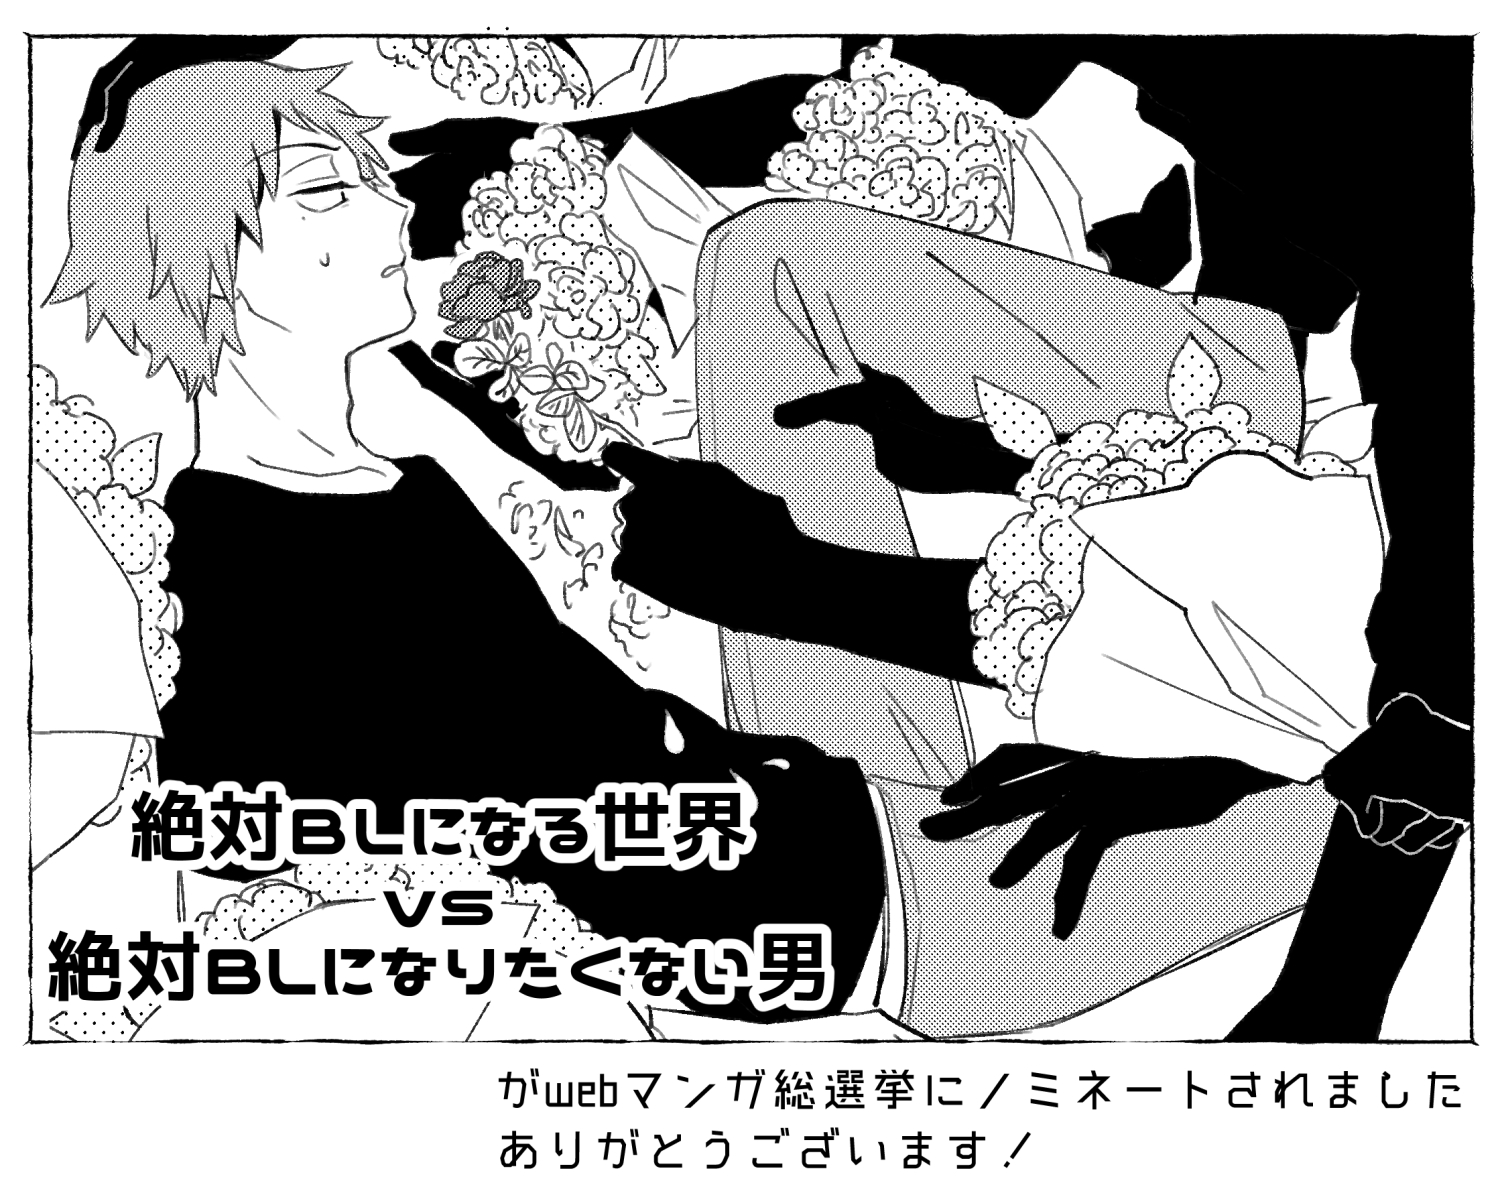 絶対BLになる世界
VS
絶対BLになりたくない男
がwebマンガ総選挙にノミネートされました
ありがとうございます！